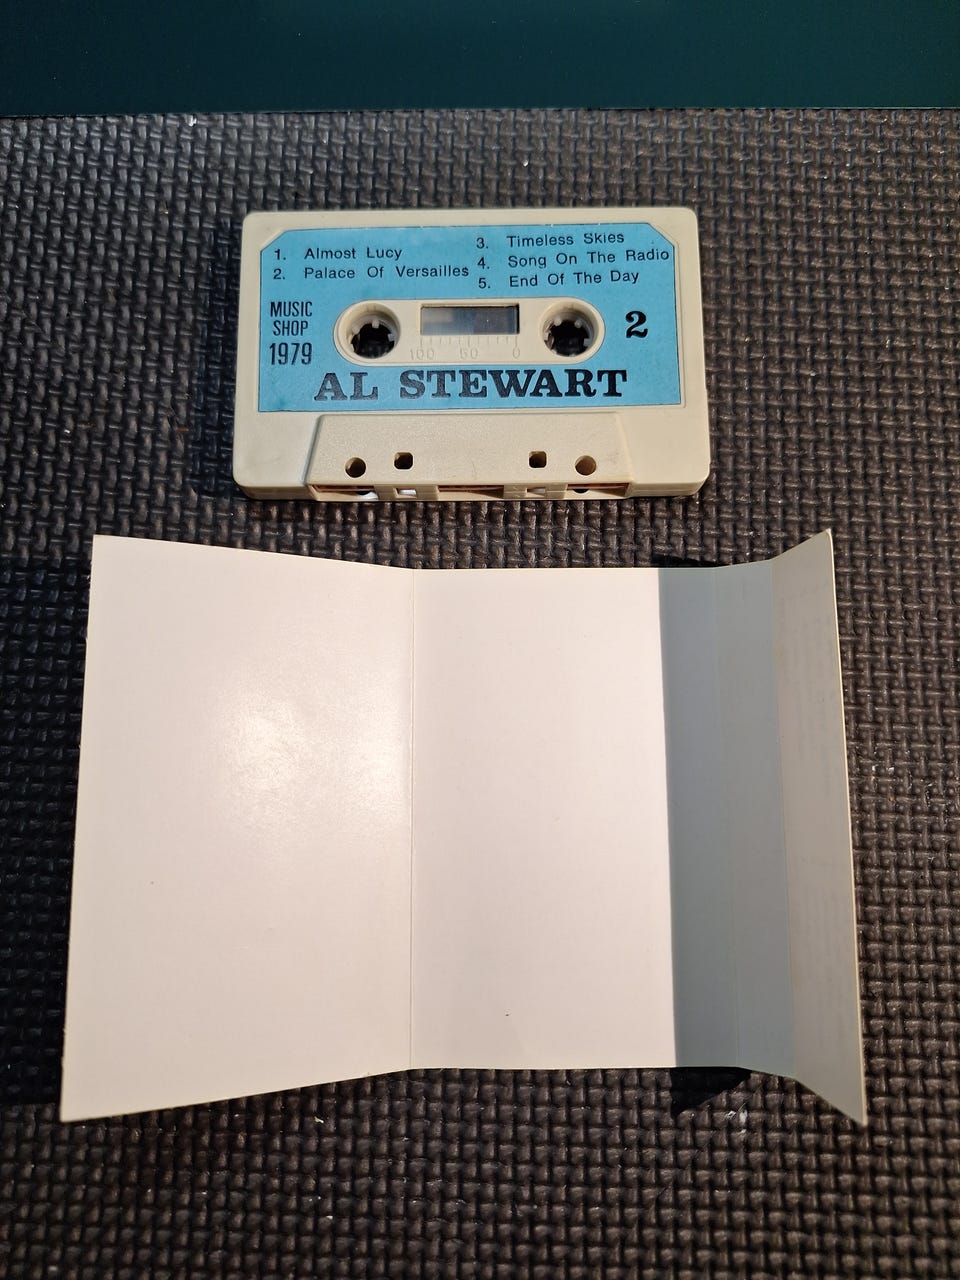 1. Almost Lucy
2. Palace Of Versailles
3. Timeless Skies
4. Song On The Radio
5. End Of The Day
MUSIC
SHOP
1979
2
100 50 0
AL STEWART